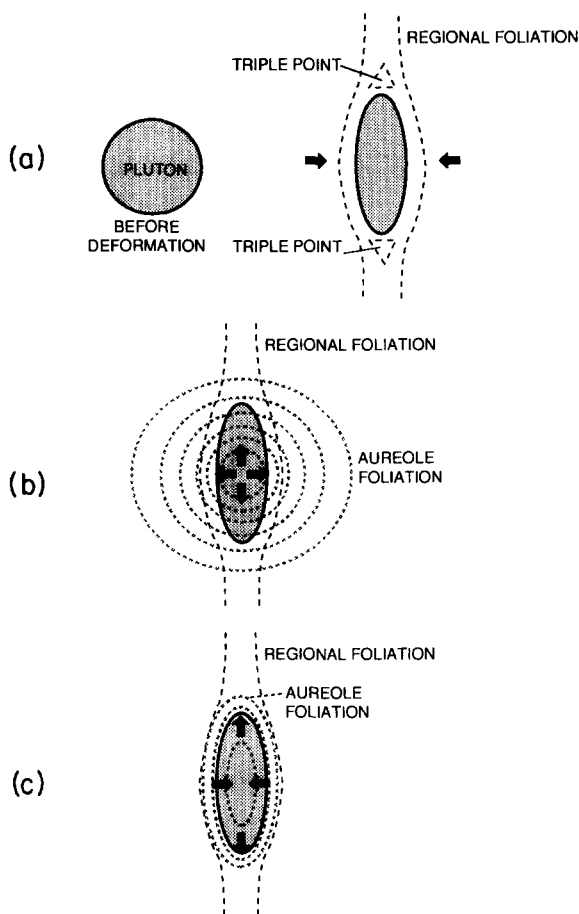 REGIONAL FOLIATION
TRIPLE POINT
(a)
PLUTON
BEFORE
DEFORMATION
TRIPLE POINT
REGIONAL FOLIATION
AUREOLE
FOLIATION
(b)
REGIONAL FOLIATION
AUREOLE
FOLIATION
(c)